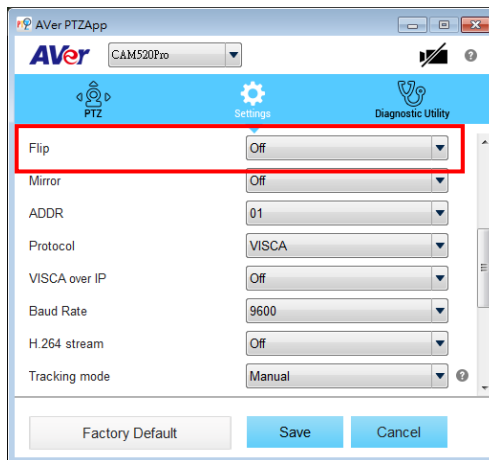 AVer PTZApp
AVer CAM520Pro
PTZ Settings Diagnostic Utility
Flip Off
Mirror Off
ADDR 01
Protocol VISCA
VISCA over IP Off
Baud Rate 9600
H.264 stream Off
Tracking mode Manual ?
Factory Default Save Cancel